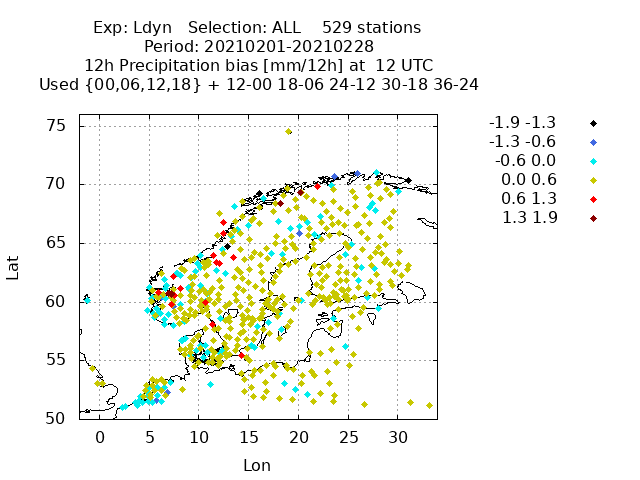 Exp: Ldyn   Selection: ALL    529 stations
Period: 20210201-20210228
12h Precipitation bias [mm/12h] at  12 UTC
Used {00,06,12,18} + 12-00 18-06 24-12 30-18 36-24
-1.9 -1.3
-1.3 -0.6
-0.6 0.0
0.0 0.6
0.6 1.3
1.3 1.9
75
70
65
60
55
50
Lat
0 5 10 15 20 25 30
Lon